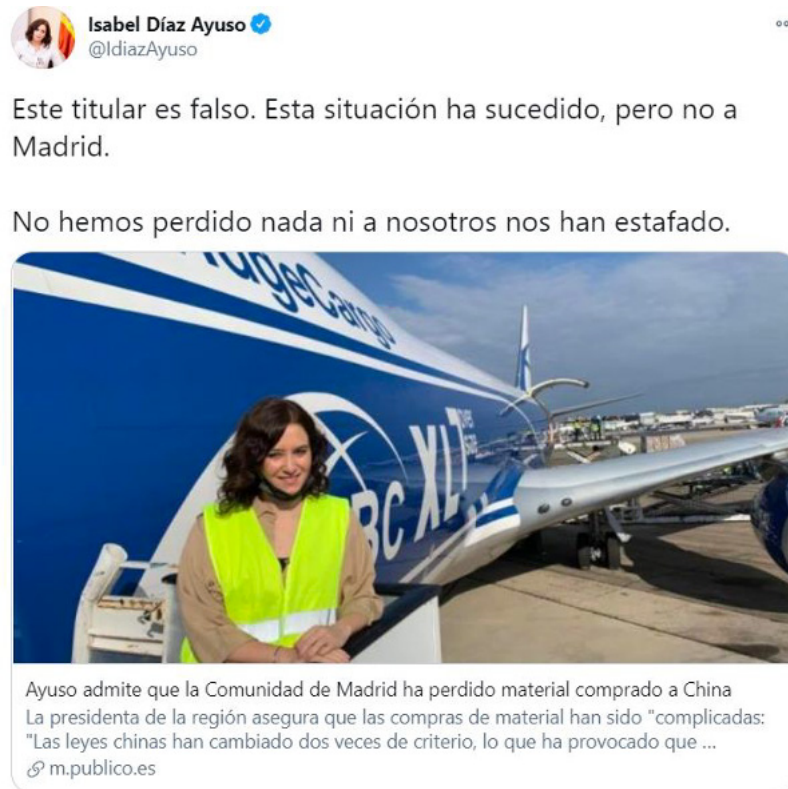 Isabel Díaz Ayuso
@IdiazAyuso
Este titular es falso. Esta situación ha sucedido, pero no a
Madrid.
No hemos perdido nada ni a nosotros nos han estafado.
geCargo
BC XL
Ayuso admite que la Comunidad de Madrid ha perdido material comprado a China
La presidenta de la región asegura que las compras de material han sido "complicadas:
"Las leyes chinas han cambiado dos veces de criterio, lo que ha provocado que ...
m.publico.es